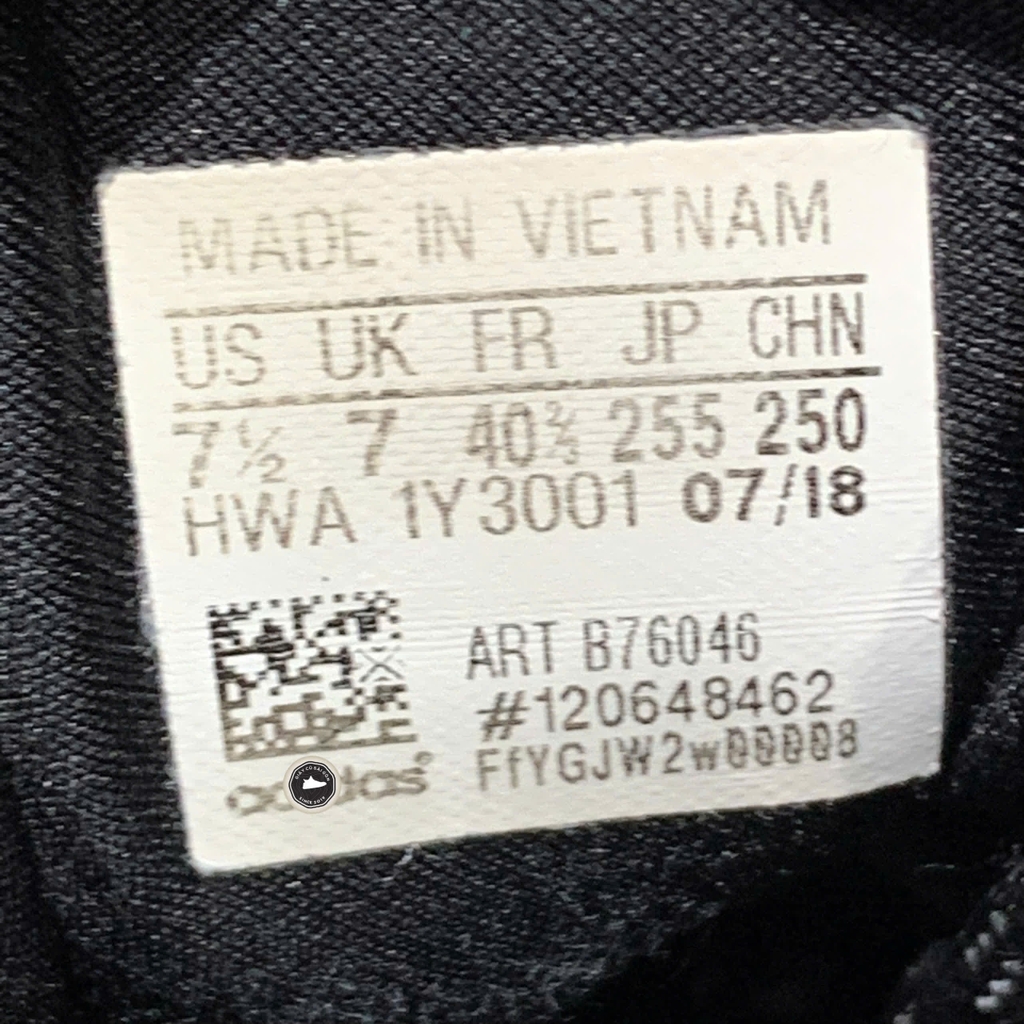 MADE IN VIETNAM
US UK FR JP CHN
7½ 7 40⅔ 255 250
HWA 1Y3001 07/18
ART B76046
#120648462
FfYGJW2w00008
adidas